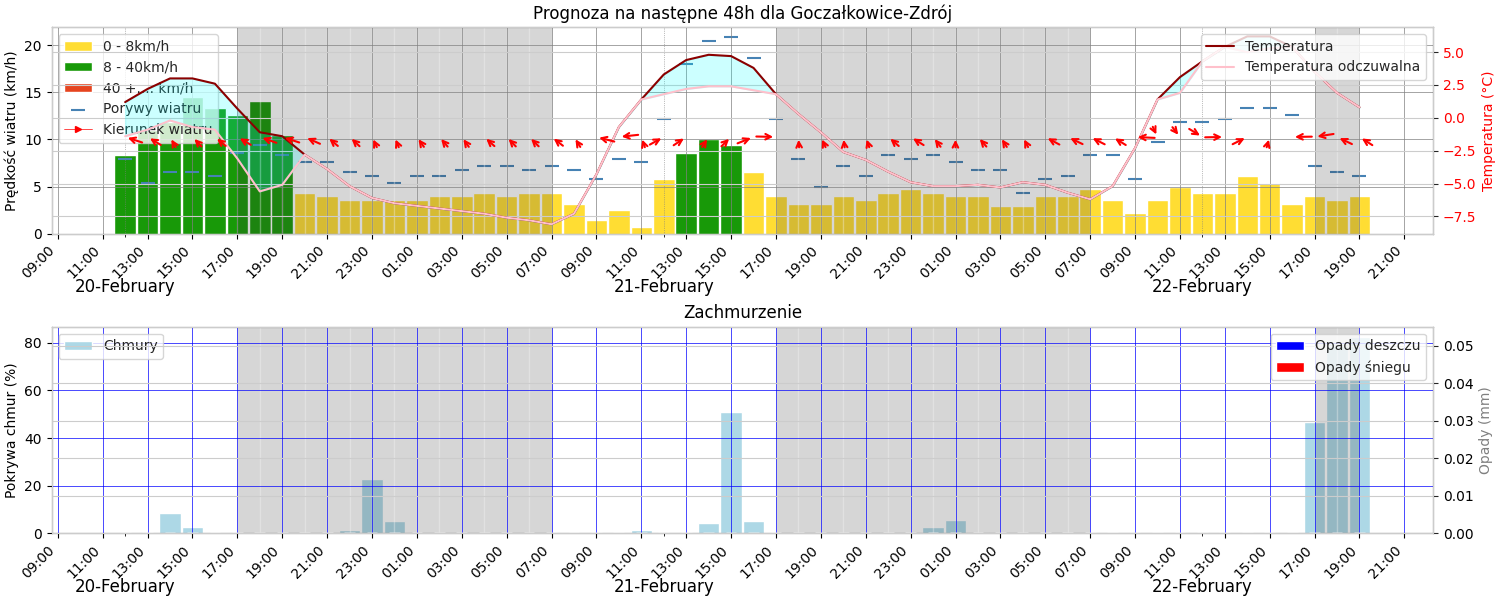 Prognoza na następne 48h dla Goczałkowice-Zdrój
Prędkość wiatru (km/h)
20
15
10
5
0
0 - 8km/h
8 - 40km/h
40 +... km/h
Porywy wiatru
Kierunek wiatru
Temperatura
Temperatura odczuwalna
5.0
2.5
0.0
−2.5
−5.0
−7.5
Temperatura (°C)
09:00 11:00 13:00 15:00 17:00 19:00 21:00 23:00 01:00 03:00 05:00 07:00 09:00 11:00 13:00 15:00 17:00 19:00 21:00 23:00 01:00 03:00 05:00 07:00 09:00 11:00 13:00 15:00 17:00 19:00 21:00
20-February 21-February 22-February
Zachmurzenie
Pokrywa chmur (%)
80
60
40
20
0
Chmury
Opady deszczu
Opady śniegu
0.05
0.04
0.03
0.02
0.01
0.00
Opady (mm)
09:00 11:00 13:00 15:00 17:00 19:00 21:00 23:00 01:00 03:00 05:00 07:00 09:00 11:00 13:00 15:00 17:00 19:00 21:00 23:00 01:00 03:00 05:00 07:00 09:00 11:00 13:00 15:00 17:00 19:00 21:00
20-February 21-February 22-February